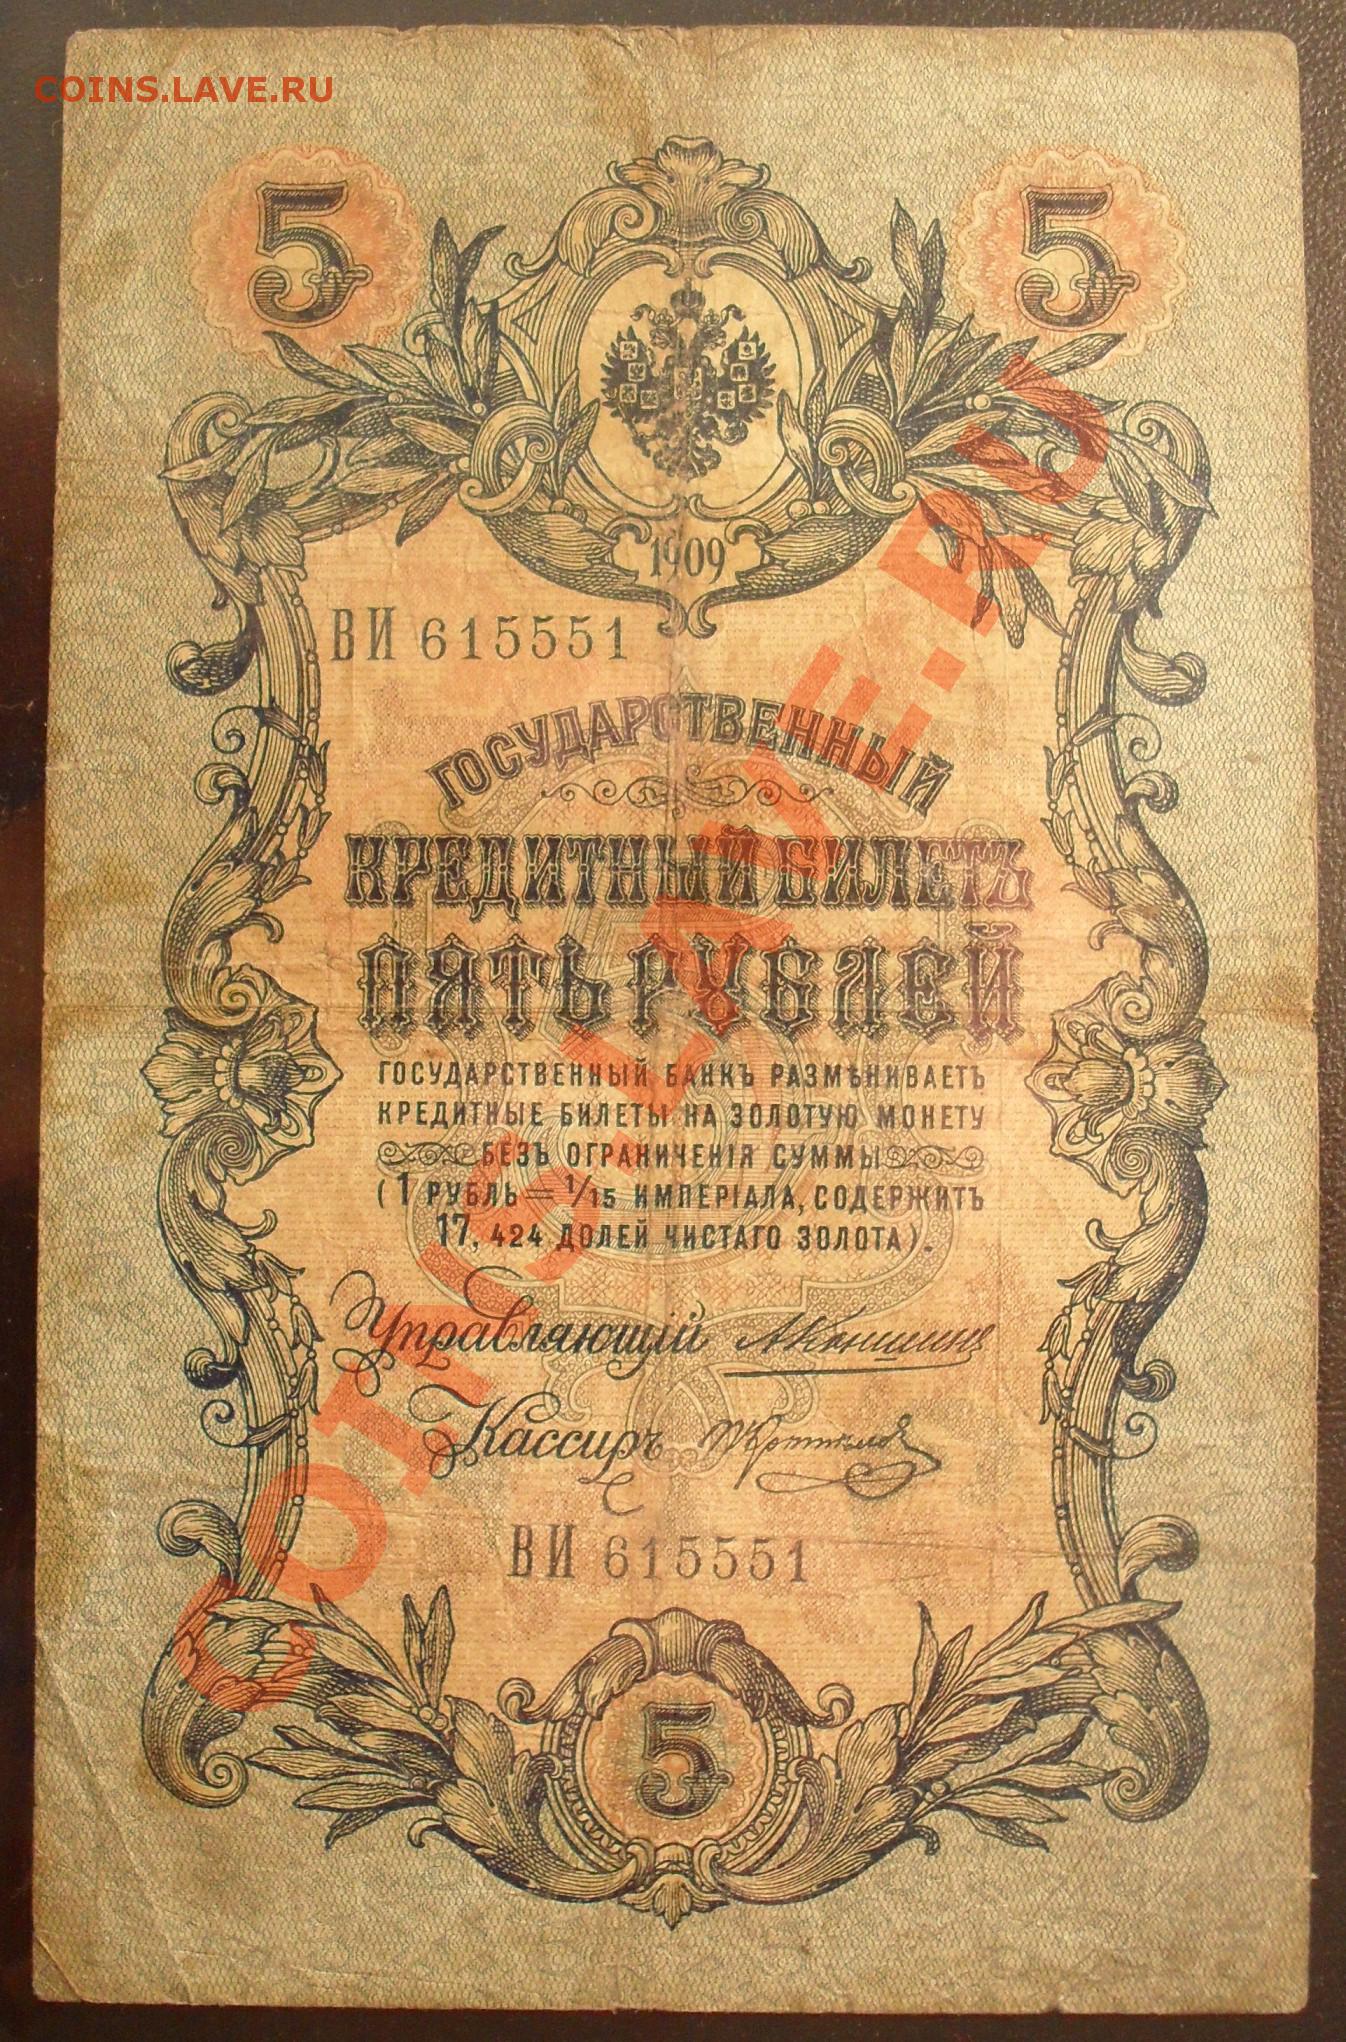 COINS.LAVE.RU
5 5
1909
ВИ 615551
ГОСУДАРСТВЕННЫЙ
КРЕДИТНЫЙ БИЛЕТЪ
ПЯТЬ РУБЛЕЙ
ГОСУДАРСТВЕННЫЙ БАНКЪ РАЗМѢНИВАЕТЪ
КРЕДИТНЫЕ БИЛЕТЫ НА ЗОЛОТУЮ МОНЕТУ
БЕЗЪ ОГРАНИЧЕНІЯ СУММЫ
(1 РУБЛЬ = 1/15 ИМПЕРІАЛА, СОДЕРЖИТЪ
17, 424 ДОЛЕЙ ЧИСТАГО ЗОЛОТА).
Управляющій АКоншинъ
Кассиръ
ВИ 615551
5
COINS.LAVE.RU